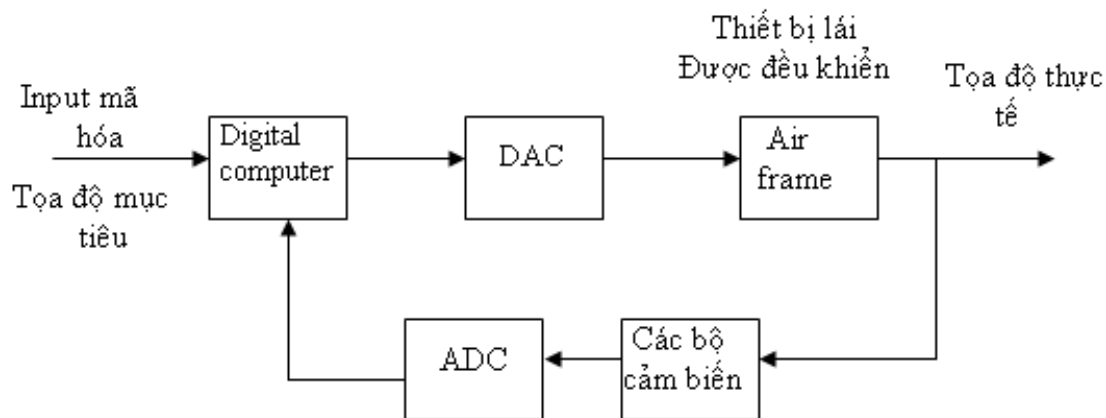 Thiết bị lái
Được đều khiển
Tọa độ thực
tế
Input mã
hóa
Digital
computer
DAC
Air
frame
Tọa độ mục
tiêu
ADC
Các bộ
cảm biến